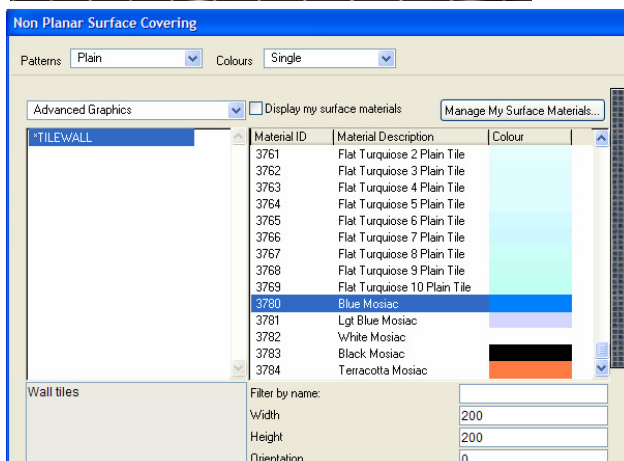 Non Planar Surface Covering
Patterns Plain Colours Single
Advanced Graphics Display my surface materials Manage My Surface Materials...
*TILEWALL Material ID Material Description Colour
3761 Flat Turquiose 2 Plain Tile
3762 Flat Turquiose 3 Plain Tile
3763 Flat Turquiose 4 Plain Tile
3764 Flat Turquiose 5 Plain Tile
3765 Flat Turquiose 6 Plain Tile
3766 Flat Turquiose 7 Plain Tile
3767 Flat Turquiose 8 Plain Tile
3768 Flat Turquiose 9 Plain Tile
3769 Flat Turquiose 10 Plain Tile
3780 Blue Mosiac
3781 Lgt Blue Mosiac
3782 White Mosiac
3783 Black Mosiac
3784 Terracotta Mosiac
Wall tiles Filter by name:
Width 200
Height 200
Orientation 0